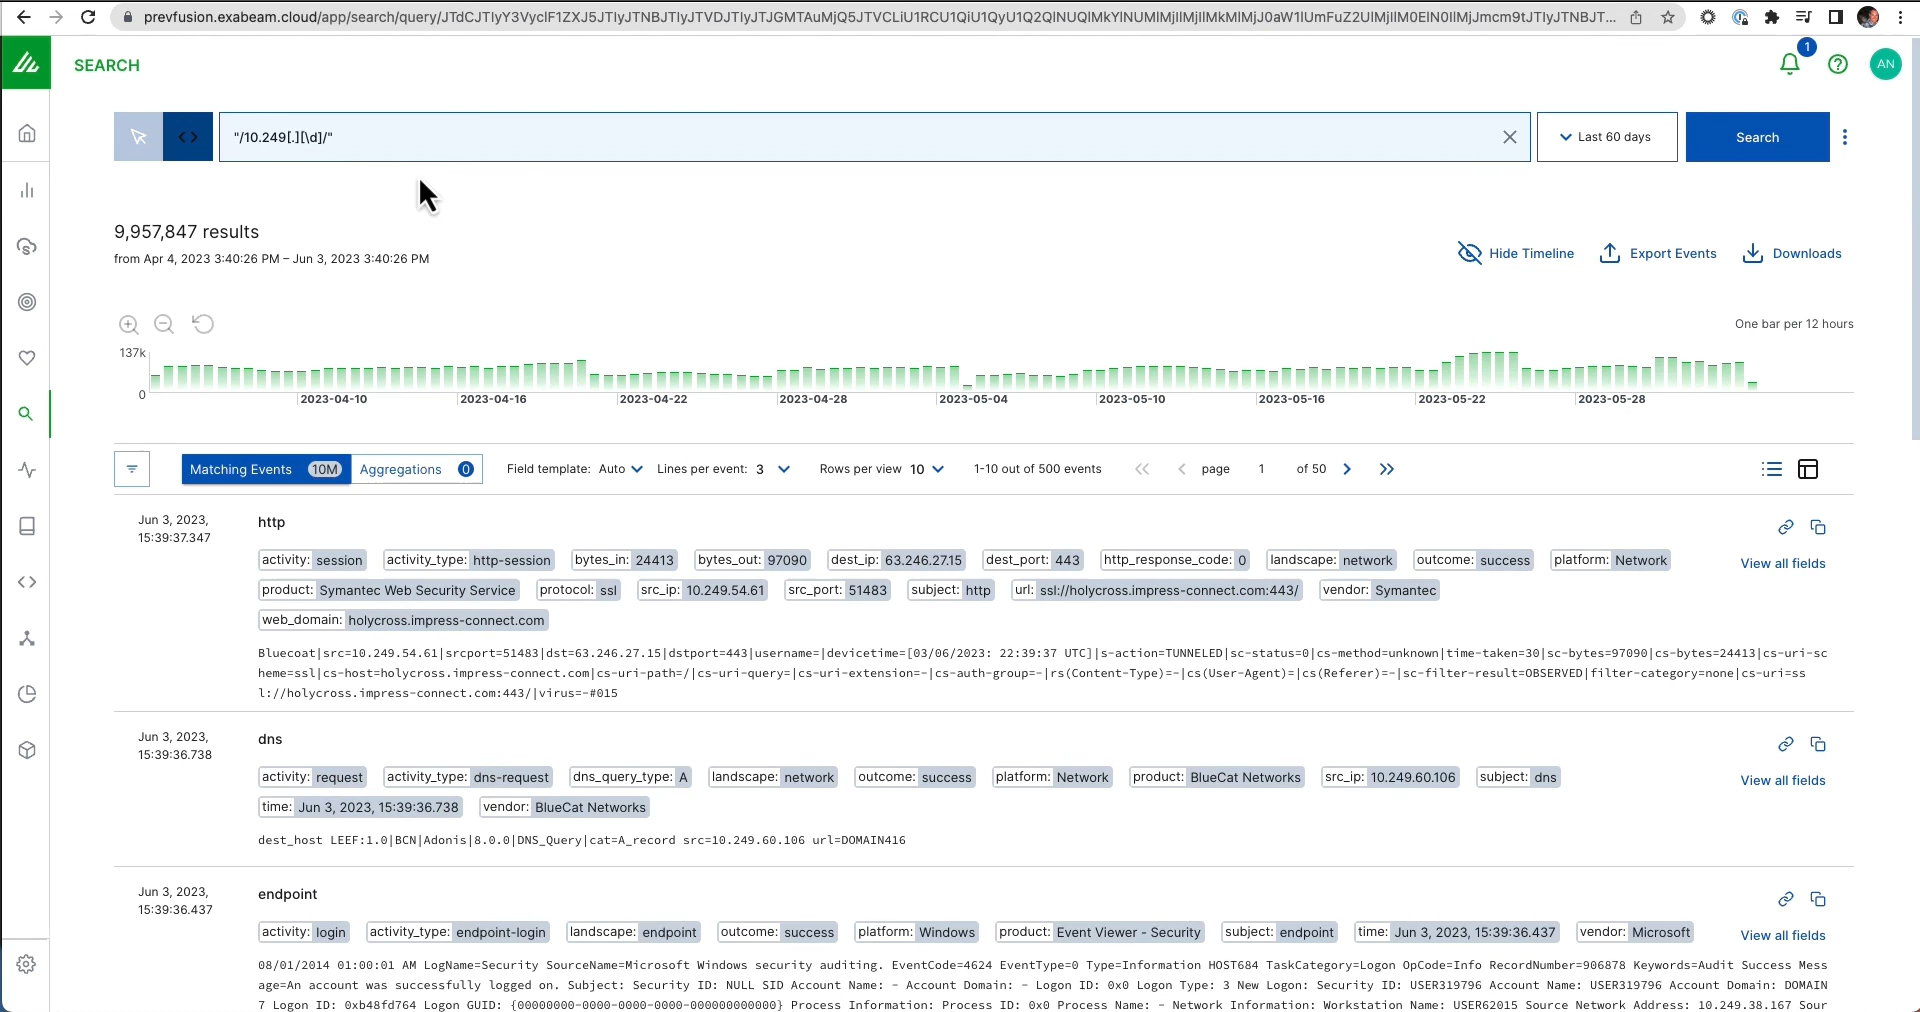 prevfusion.exabeam.cloud/app/search/query/
SEARCH
1
AN
"/10.249[.][\d]/"
Last 60 days
Search
9,957,847 results
from Apr 4, 2023 3:40:26 PM – Jun 3, 2023 3:40:26 PM
Hide Timeline
Export Events
Downloads
One bar per 12 hours
137k
0
2023-04-10 2023-04-16 2023-04-22 2023-04-28 2023-05-04 2023-05-10 2023-05-16 2023-05-22 2023-05-28
Matching Events 10M Aggregations 0 Field template: Auto Lines per event: 3 Rows per view 10 1-10 out of 500 events page 1 of 50
Jun 3, 2023,
15:39:37.347
http
activity: session activity_type: http-session bytes_in: 24413 bytes_out: 97090 dest_ip: 63.246.27.15 dest_port: 443 http_response_code: 0 landscape: network outcome: success platform: Network
View all fields
product: Symantec Web Security Service protocol: ssl src_ip: 10.249.54.61 src_port: 51483 subject: http url: ssl://holycross.impress-connect.com:443/ vendor: Symantec
web_domain: holycross.impress-connect.com
Bluecoat|src=10.249.54.61|srcport=51483|dst=63.246.27.15|dstport=443|username=|devicetime=[03/06/2023: 22:39:37 UTC]|s-action=TUNNELED|sc-status=0|cs-method=unknown|time-taken=30|sc-bytes=97090|cs-bytes=24413|cs-uri-sc
heme=ssl|cs-host=holycross.impress-connect.com|cs-uri-path=/|cs-uri-query=|cs-uri-extension=-|cs-auth-group=-|rs(Content-Type)=-|cs(User-Agent)=|cs(Referer)=-|sc-filter-result=OBSERVED|filter-category=none|cs-uri=ss
l://holycross.impress-connect.com:443/|virus=-#015
Jun 3, 2023,
15:39:36.738
dns
activity: request activity_type: dns-request dns_query_type: A landscape: network outcome: success platform: Network product: BlueCat Networks src_ip: 10.249.60.106 subject: dns
View all fields
time: Jun 3, 2023, 15:39:36.738 vendor: BlueCat Networks
dest_host LEEF:1.0|BCN|Adonis|8.0.0|DNS_Query|cat=A_record src=10.249.60.106 url=DOMAIN416
Jun 3, 2023,
15:39:36.437
endpoint
activity: login activity_type: endpoint-login landscape: endpoint outcome: success platform: Windows product: Event Viewer - Security subject: endpoint time: Jun 3, 2023, 15:39:36.437 vendor: Microsoft
View all fields
08/01/2014 01:00:01 AM LogName=Security SourceName=Microsoft Windows security auditing. EventCode=4624 EventType=0 Type=Information HOST684 TaskCategory=Logon OpCode=Info RecordNumber=906878 Keywords=Audit Success Mess
age=An account was successfully logged on. Subject: Security ID: NULL SID Account Name: - Account Domain: - Logon ID: 0x0 Logon Type: 3 New Logon: Security ID: USER319796 Account Name: USER319796 Account Domain: DOMAIN
7 Logon ID: 0xb48fd764 Logon GUID: {00000000-0000-0000-0000-000000000000} Process Information: Process ID: 0x0 Process Name: - Network Information: Workstation Name: USER62015 Source Network Address: 10.249.38.167 Sour